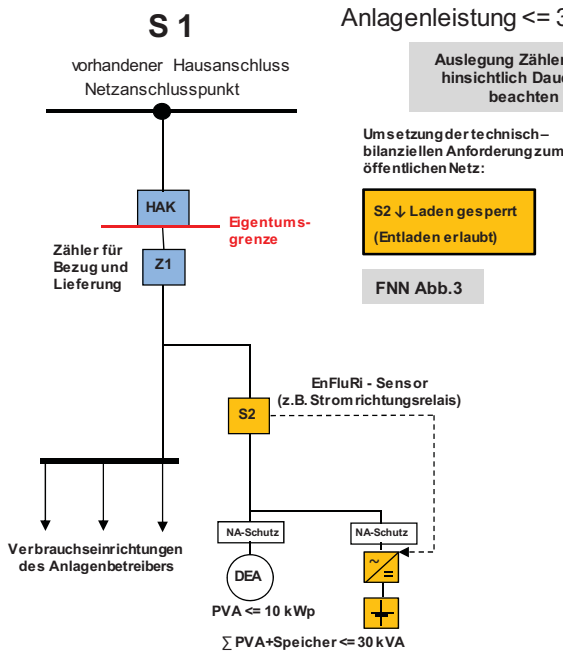 S 1
Anlagenleistung <= 3
vorhandener Hausanschluss
Netzanschlusspunkt
Auslegung Zähler
hinsichtlich Daue
beachten
Umsetzung der technisch–
bilanziellen Anforderung zum
öffentlichen Netz:
HAK
Eigentums-
grenze
S2 ↓ Laden gesperrt
(Entladen erlaubt)
Zähler für
Bezug und
Lieferung
Z1
FNN Abb.3
EnFluRi - Sensor
(z.B. Stromrichtungsrelais)
S2
NA-Schutz
NA-Schutz
Verbrauchseinrichtungen
des Anlagenbetreibers
DEA
~
=
PVA <= 10 kWp
∑ PVA+Speicher <= 30 kVA